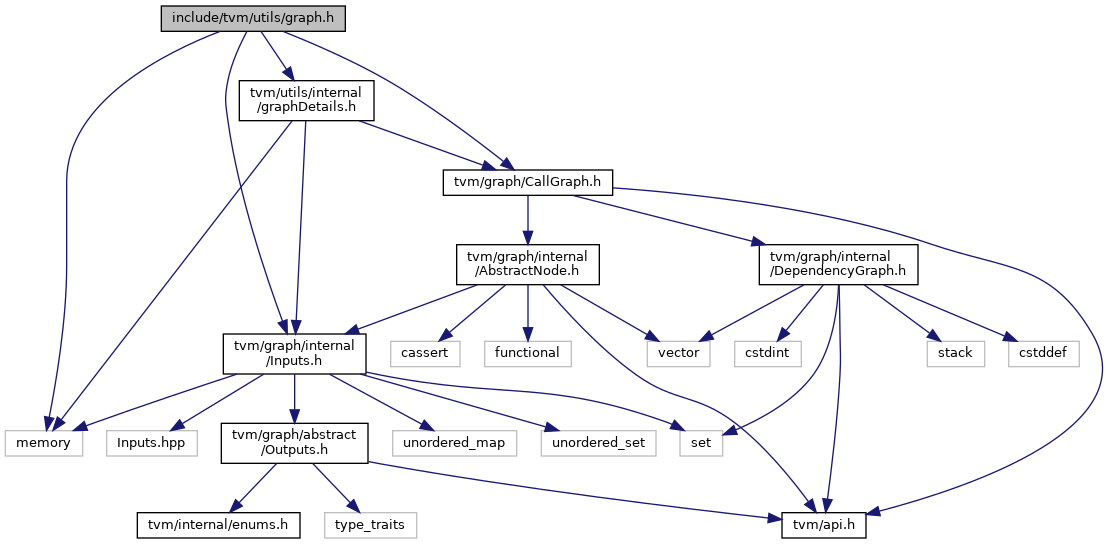 include/tvm/utils/graph.h
tvm/utils/internal
/graphDetails.h
tvm/graph/CallGraph.h
tvm/graph/internal
/AbstractNode.h
tvm/graph/internal
/DependencyGraph.h
tvm/graph/internal
/Inputs.h
cassert
functional
vector
cstdint
stack
cstddef
memory
Inputs.hpp
tvm/graph/abstract
/Outputs.h
unordered_map
unordered_set
set
tvm/internal/enums.h
type_traits
tvm/api.h